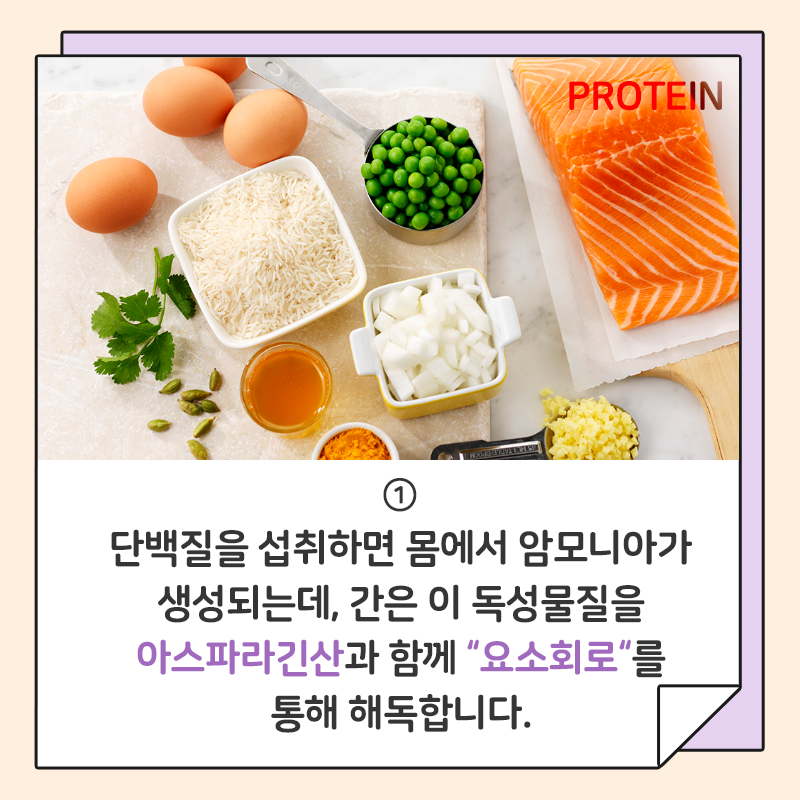 PROTEIN
①
단백질을 섭취하면 몸에서 암모니아가
생성되는데, 간은 이 독성물질을
아스파라긴산과 함께 “요소회로“를
통해 해독합니다.